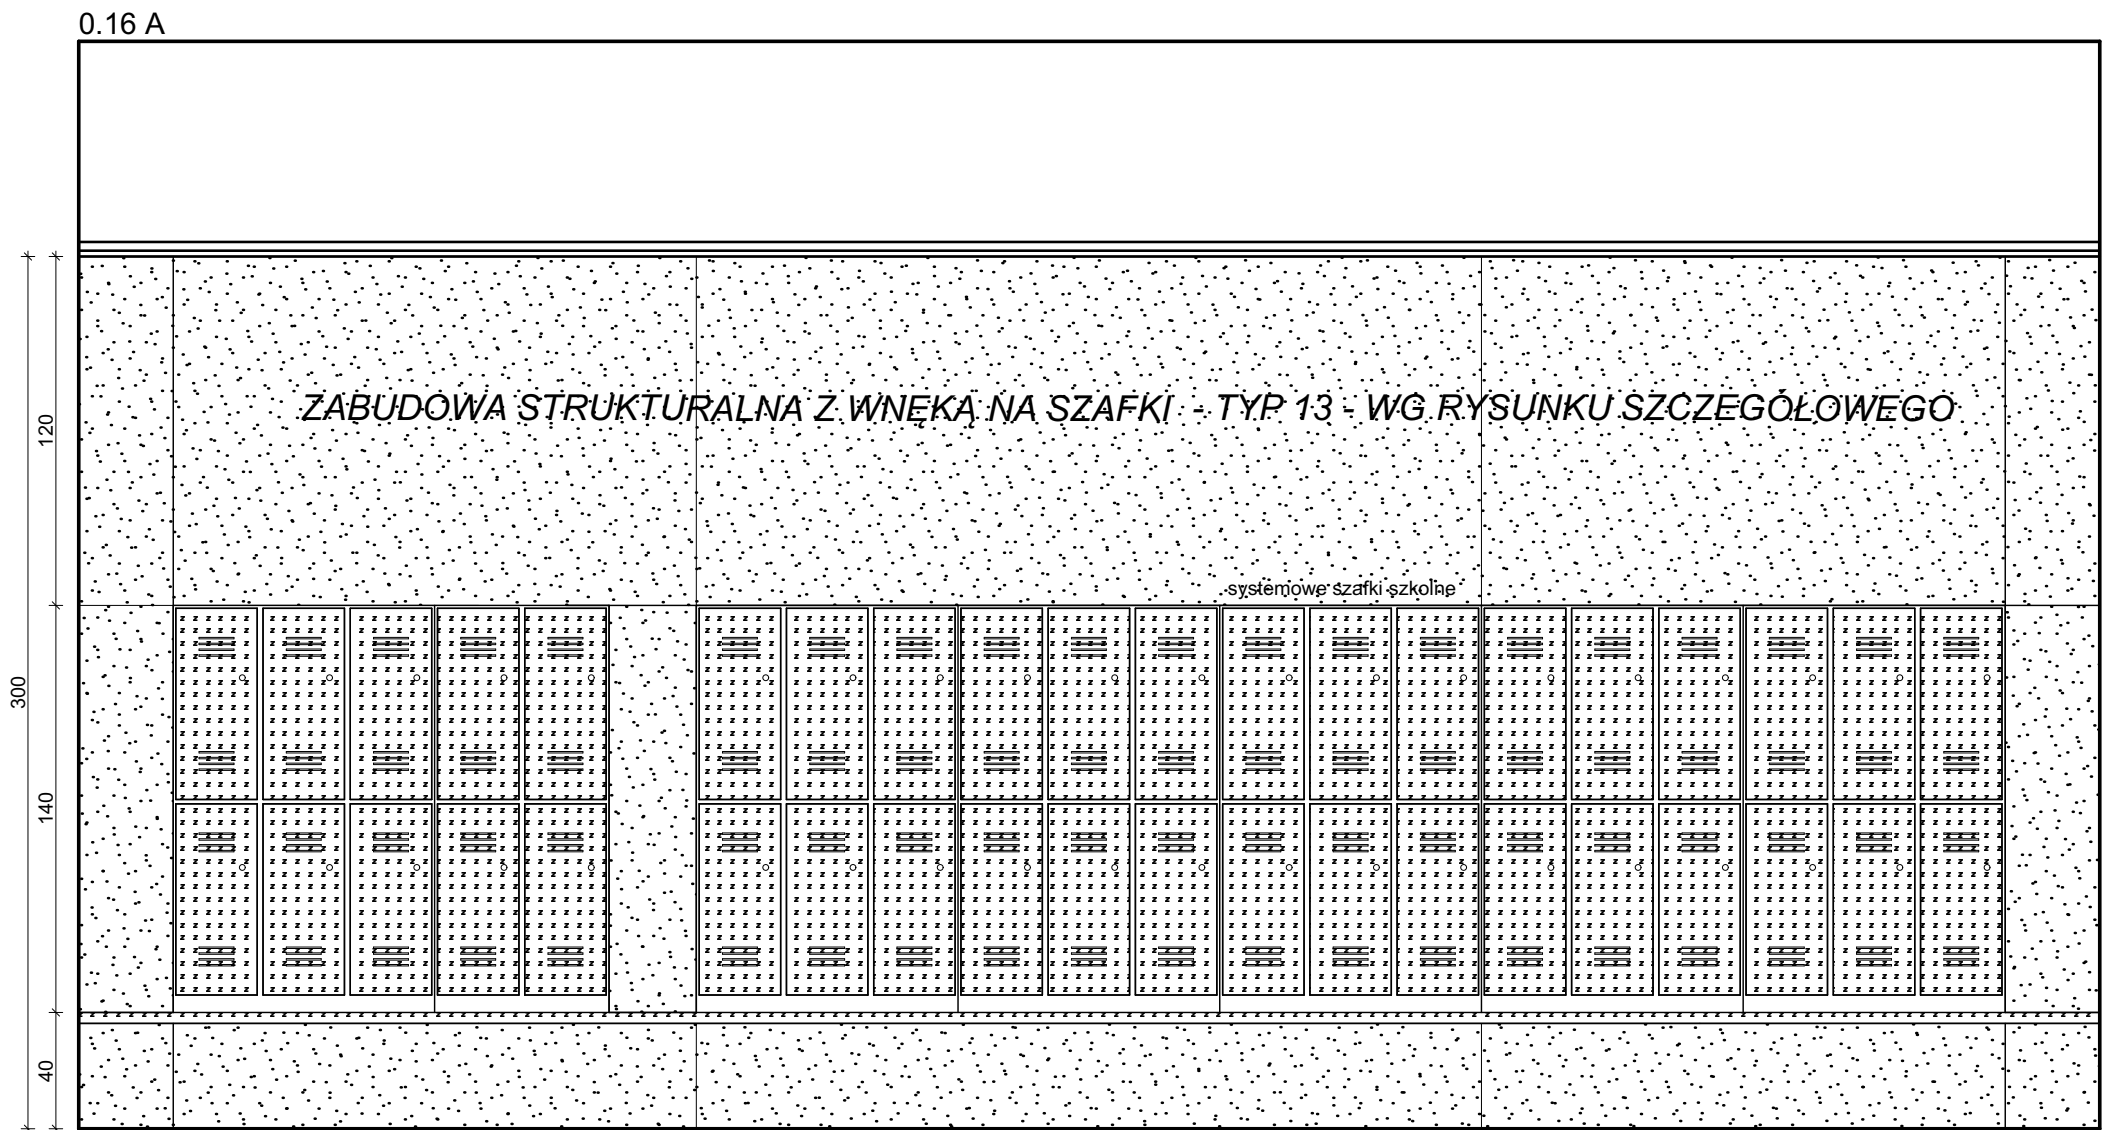 0.16 A
ZABUDOWA STRUKTURALNA Z WNĘKĄ NA SZAFKI - TYP 13 - WG RYSUNKU SZCZEGÓŁOWEGO
120
systemowe szafki szkolne
300
140
40